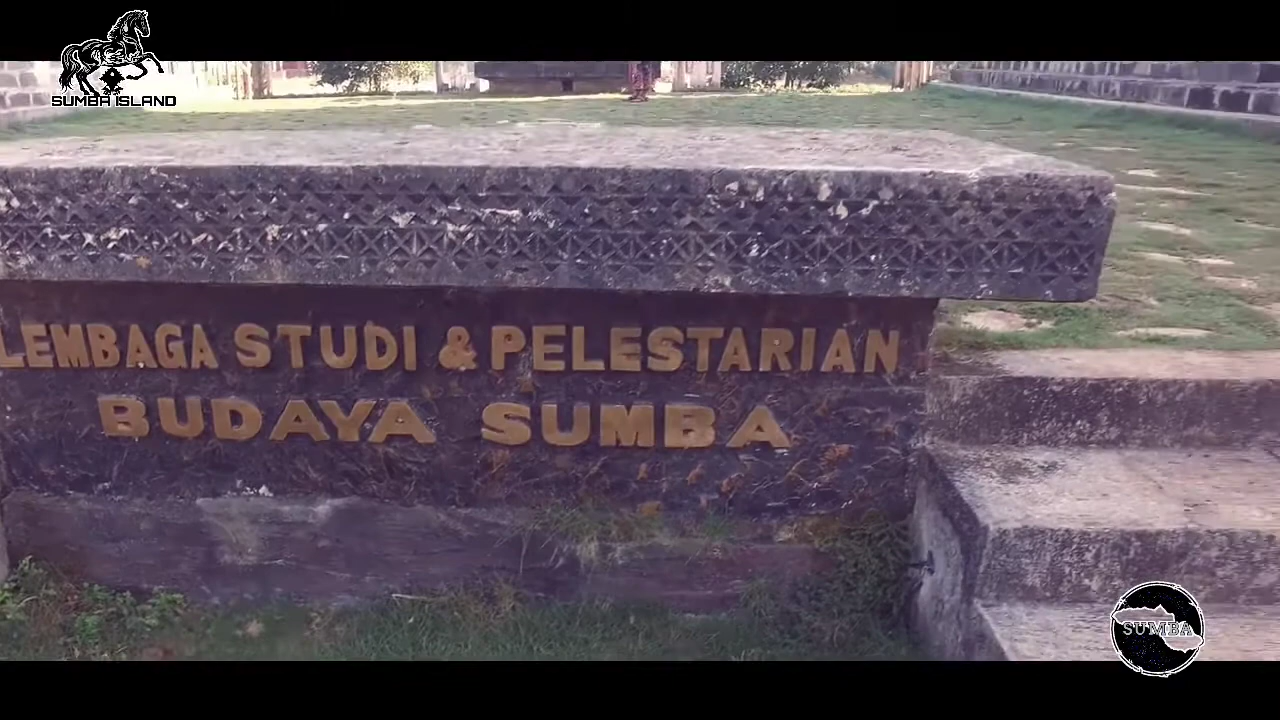 SUMBA ISLAND
LEMBAGA STUDI & PELESTARIAN
BUDAYA SUMBA
SUMBA